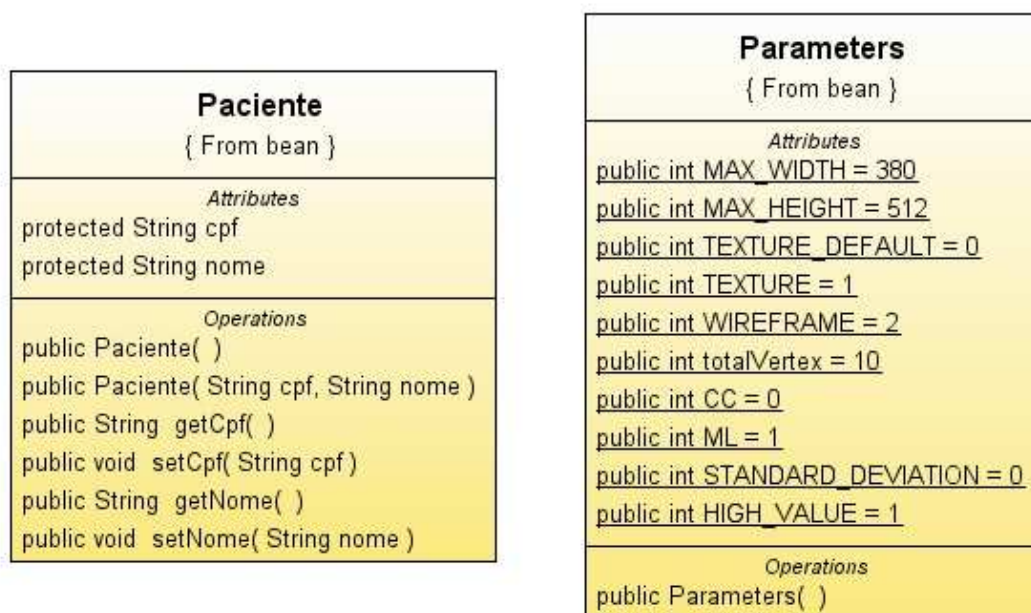 Paciente
{ From bean }
Attributes
protected String cpf
protected String nome
Operations
public Paciente( )
public Paciente( String cpf, String nome )
public String getCpf( )
public void setCpf( String cpf )
public String getNome( )
public void setNome( String nome )
Parameters
{ From bean }
Attributes
public int MAX_WIDTH = 380
public int MAX_HEIGHT = 512
public int TEXTURE_DEFAULT = 0
public int TEXTURE = 1
public int WIREFRAME = 2
public int totalVertex = 10
public int CC = 0
public int ML = 1
public int STANDARD_DEVIATION = 0
public int HIGH_VALUE = 1
Operations
public Parameters( )